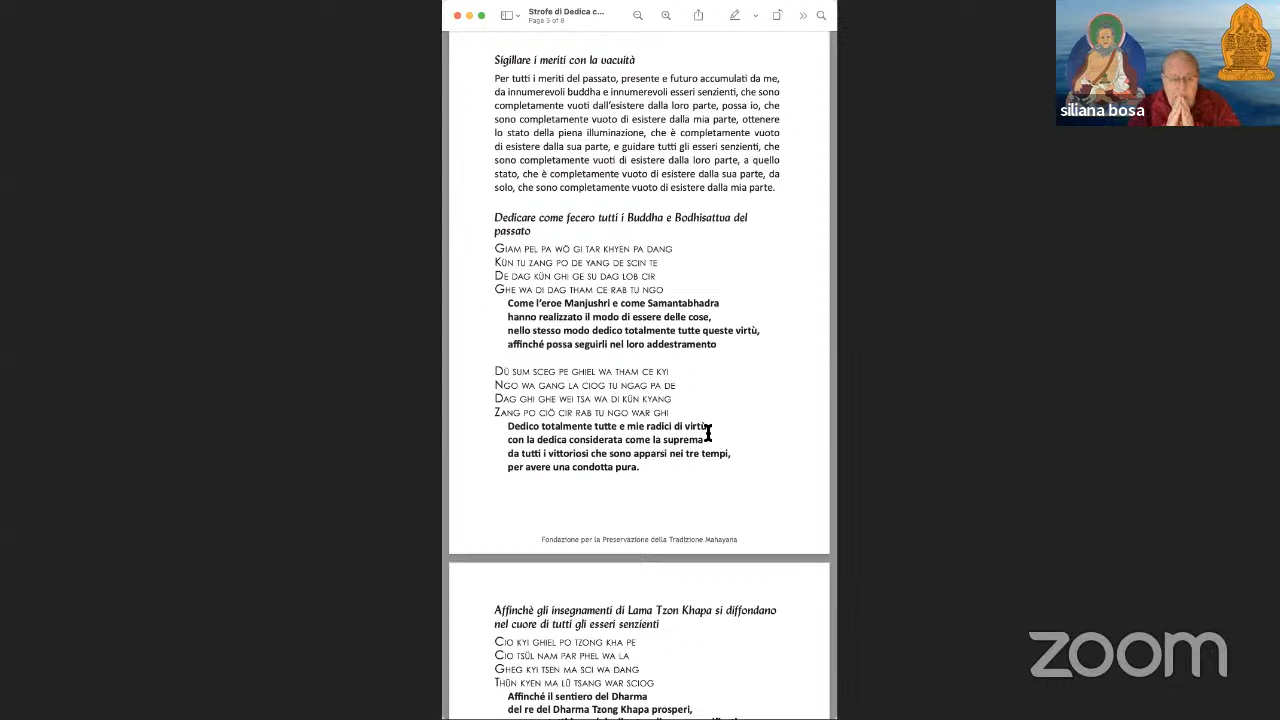 Strofe di Dedica c...
Page 5 of 8
siliana bosa
Sigillare i meriti con la vacuità
Per tutti i meriti del passato, presente e futuro accumulati da me,
da innumerevoli buddha e innumerevoli esseri senzienti, che sono
completamente vuoti dall'esistere dalla loro parte, possa io, che
sono completamente vuoto di esistere dalla mia parte, ottenere
lo stato della piena illuminazione, che è completamente vuoto
di esistere dalla sua parte, e guidare tutti gli esseri senzienti, che
sono completamente vuoti di esistere dalla loro parte, a quello
stato, che è completamente vuoto di esistere dalla sua parte, da
solo, che sono completamente vuoto di esistere dalla mia parte.
Dedicare come fecero tutti i Buddha e Bodhisattva del
passato
GIAM PEL PA WÖ GI TAR KHYEN PA DANG
KÜN TU ZANG PO DE YANG DE SCIN TE
DE DAG KÜN GHI GE SU DAG LOB CIR
GHE WA DI DAG THAM CE RAB TU NGO
Come l'eroe Manjushri e come Samantabhadra
hanno realizzato il modo di essere delle cose,
nello stesso modo dedico totalmente tutte queste virtù,
affinché possa seguirli nel loro addestramento
DÜ SUM SCEG PE GHIEL WA THAM CE KYI
NGO WA GANG LA CIOG TU NGAG PA DE
DAG GHI GHE WEI TSA WA DI KÜN KYANG
ZANG PO CIÖ CIR RAB TU NGO WAR GHI
Dedico totalmente tutte e mie radici di virtù
con la dedica considerata come la suprema
da tutti i vittoriosi che sono apparsi nei tre tempi,
per avere una condotta pura.
Fondazione per la Preservazione della Tradizione Mahayana
Affinchè gli insegnamenti di Lama Tzon Khapa si diffondano
nel cuore di tutti gli esseri senzienti
CIO KYI GHIEL PO TZONG KHA PE
CIO TSÜL NAM PAR PHEL WA LA
GHEG KYI TSEN MA SCI WA DANG
THÜN KYEN MA LÜ TSANG WAR SCIOG
Affinché il sentiero del Dharma
del re del Dharma Tzong Khapa prosperi,
zoom